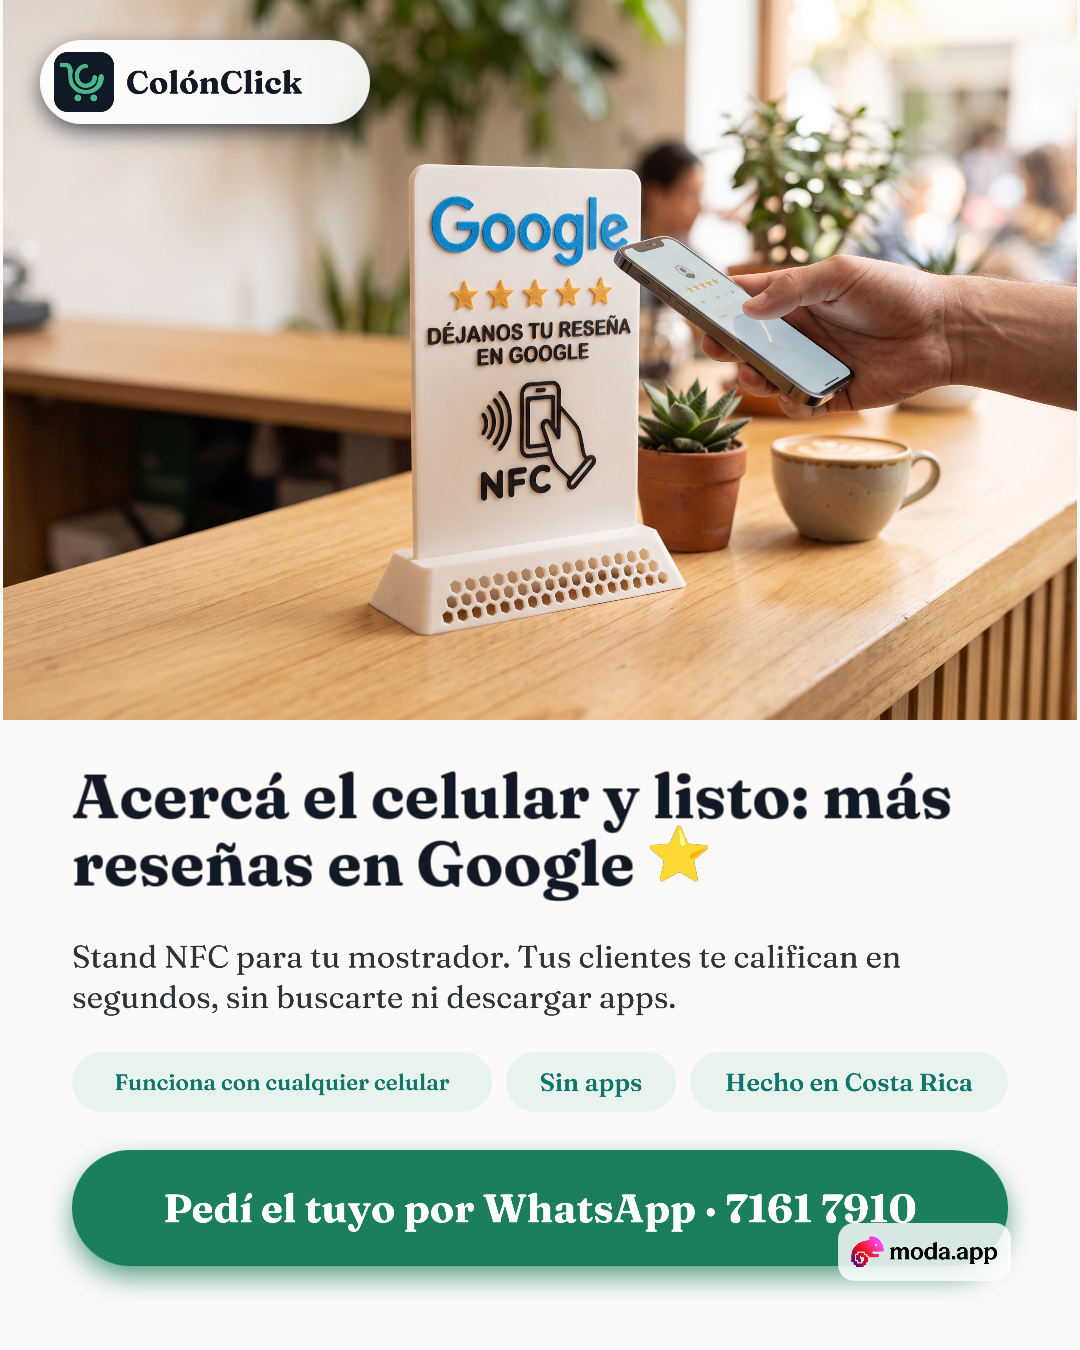 ColónClick
Google
DÉJANOS TU RESEÑA
EN GOOGLE
NFC
Acercá el celular y listo: más
reseñas en Google ⭐
Stand NFC para tu mostrador. Tus clientes te califican en
segundos, sin buscarte ni descargar apps.
Funciona con cualquier celular
Sin apps
Hecho en Costa Rica
Pedí el tuyo por WhatsApp · 7161 7910
moda.app